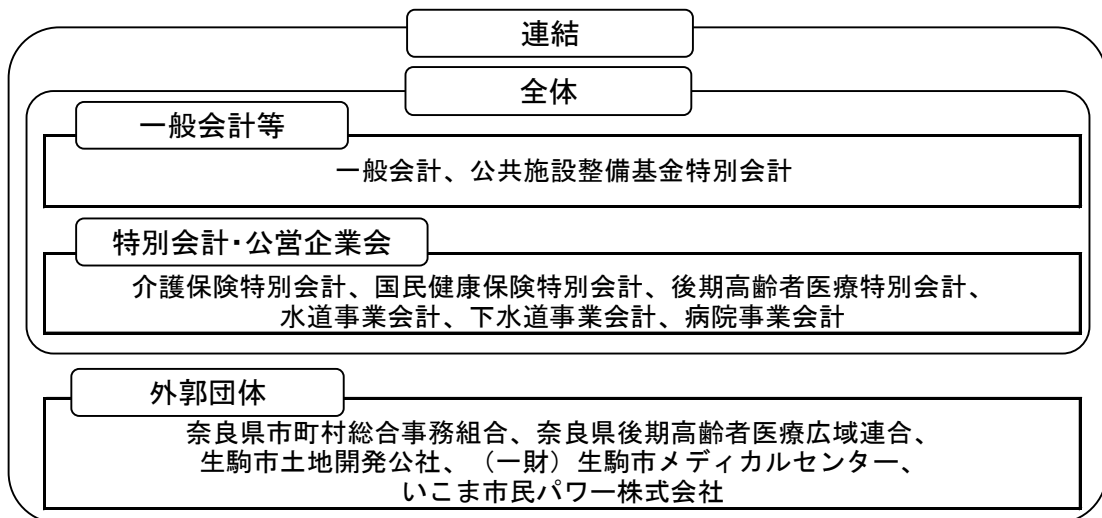 連結
全体
一般会計等
一般会計、公共施設整備基金特別会計
特別会計・公営企業会
介護保険特別会計、国民健康保険特別会計、後期高齢者医療特別会計、
水道事業会計、下水道事業会計、病院事業会計
外郭団体
奈良県市町村総合事務組合、奈良県後期高齢者医療広域連合、
生駒市土地開発公社、（一財）生駒市メディカルセンター、
いこま市民パワー株式会社